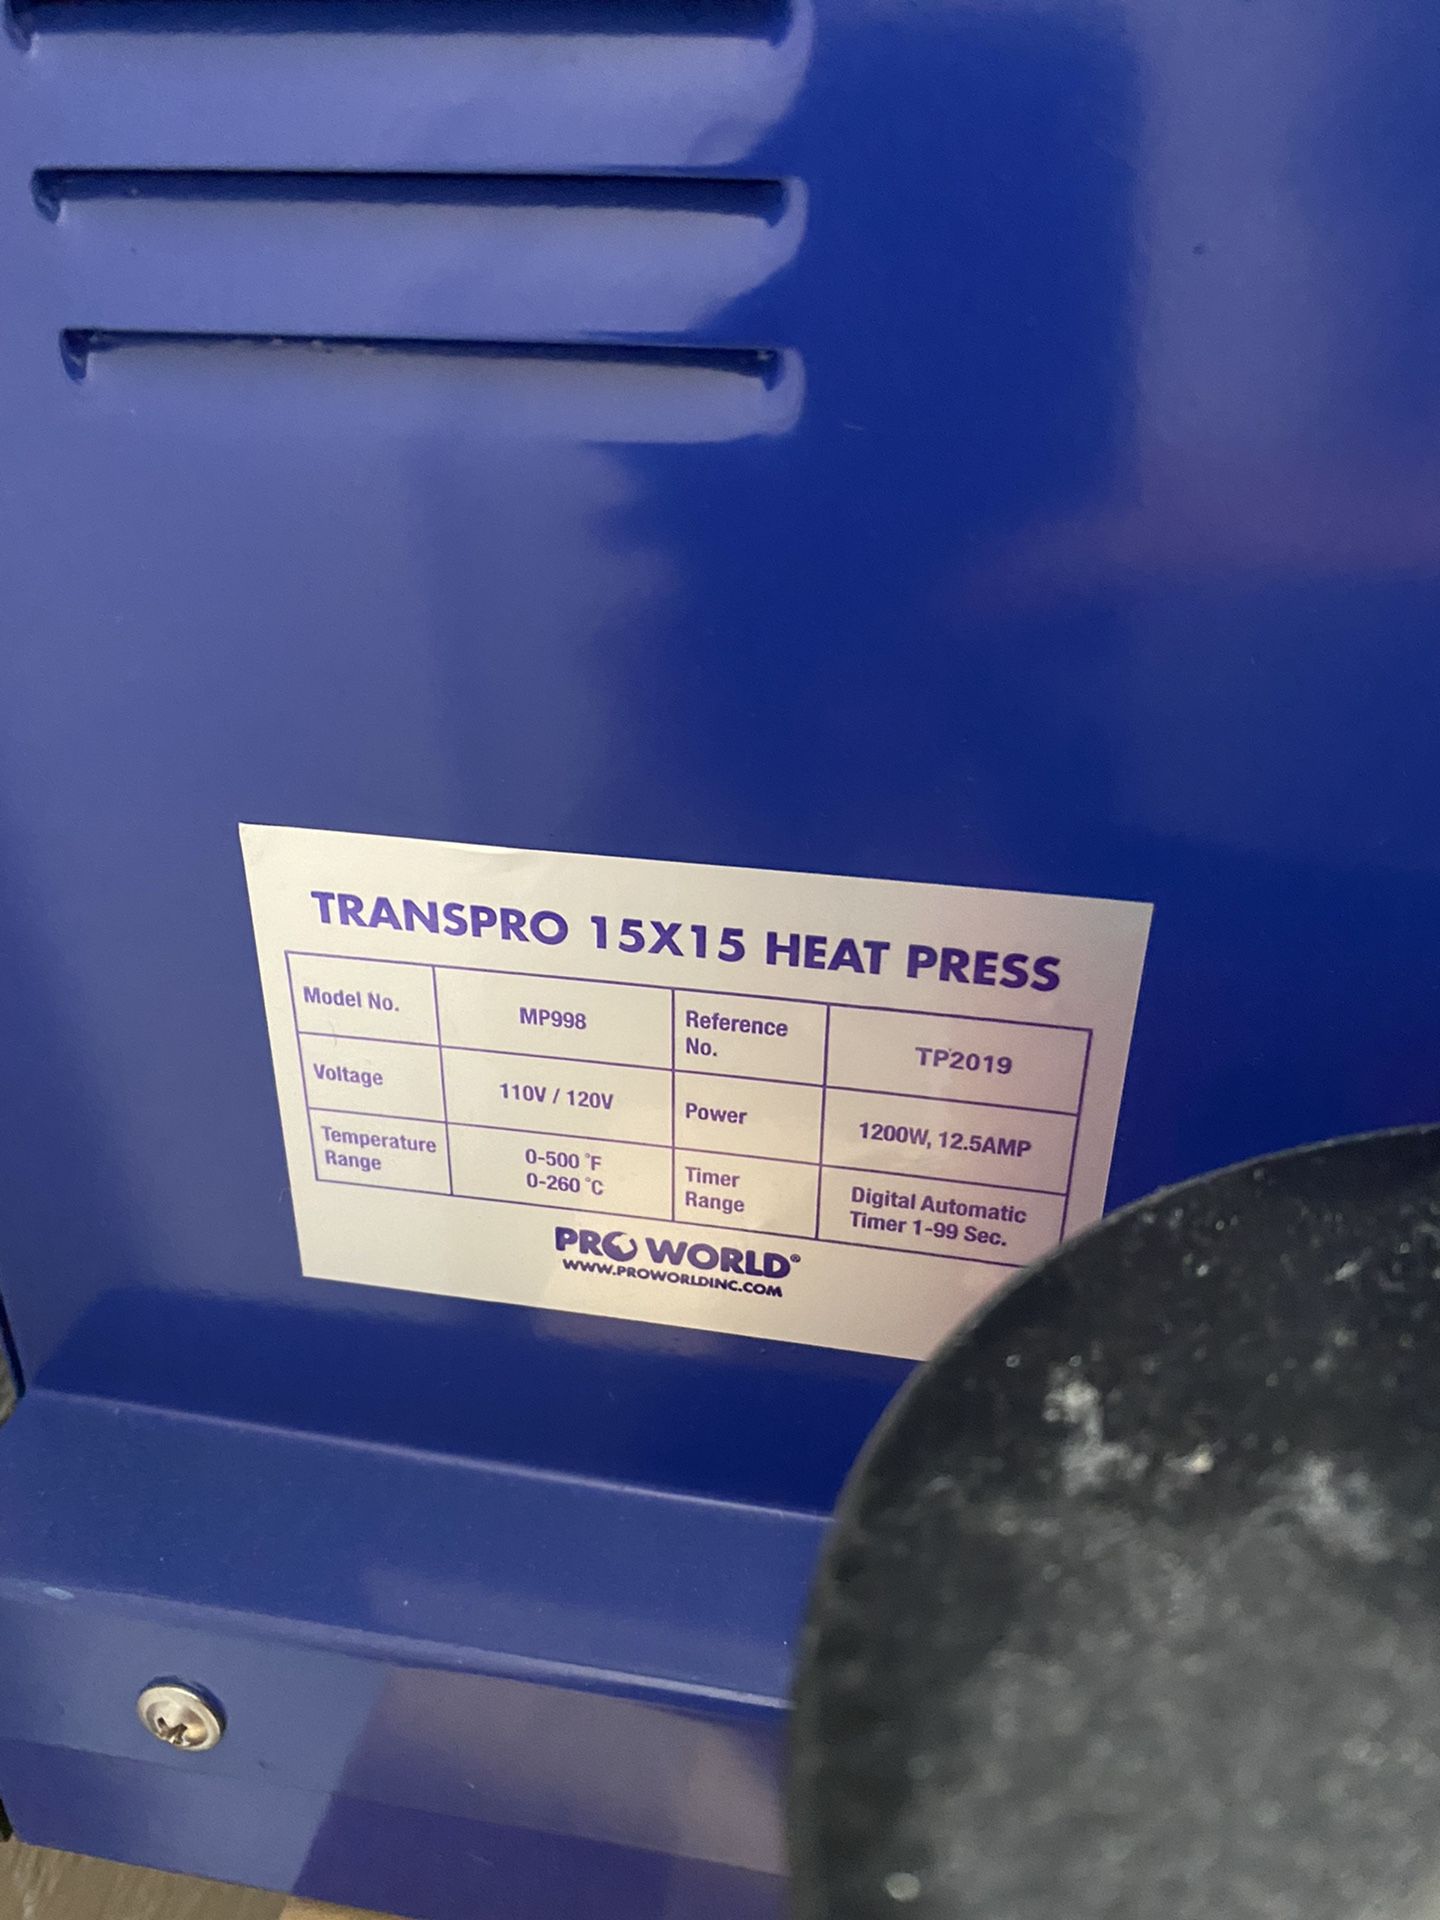 TRANSPRO 15X15 HEAT PRESS
Model No. MP998 Reference No. TP2019
Voltage 110V / 120V Power 1200W, 12.5AMP
Temperature Range 0-500 °F 0-260 °C Timer Range Digital Automatic Timer 1-99 Sec.
PRO WORLD®
WWW.PROWORLDINC.COM